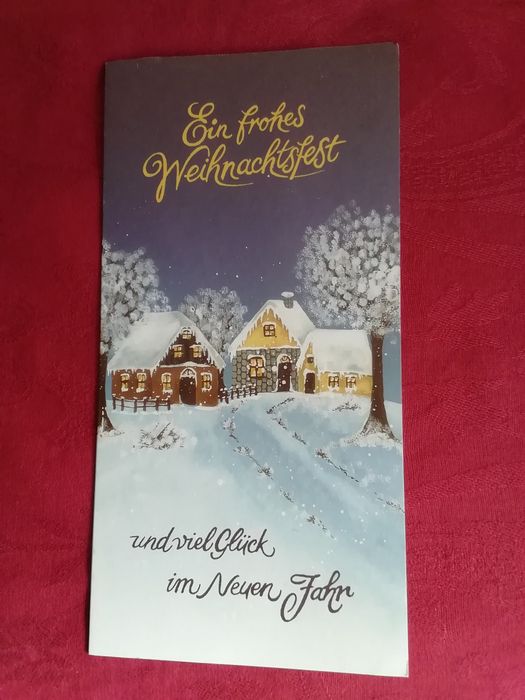 Ein frohes
Weihnachtsfest
und viel Glück
im Neuen Jahr